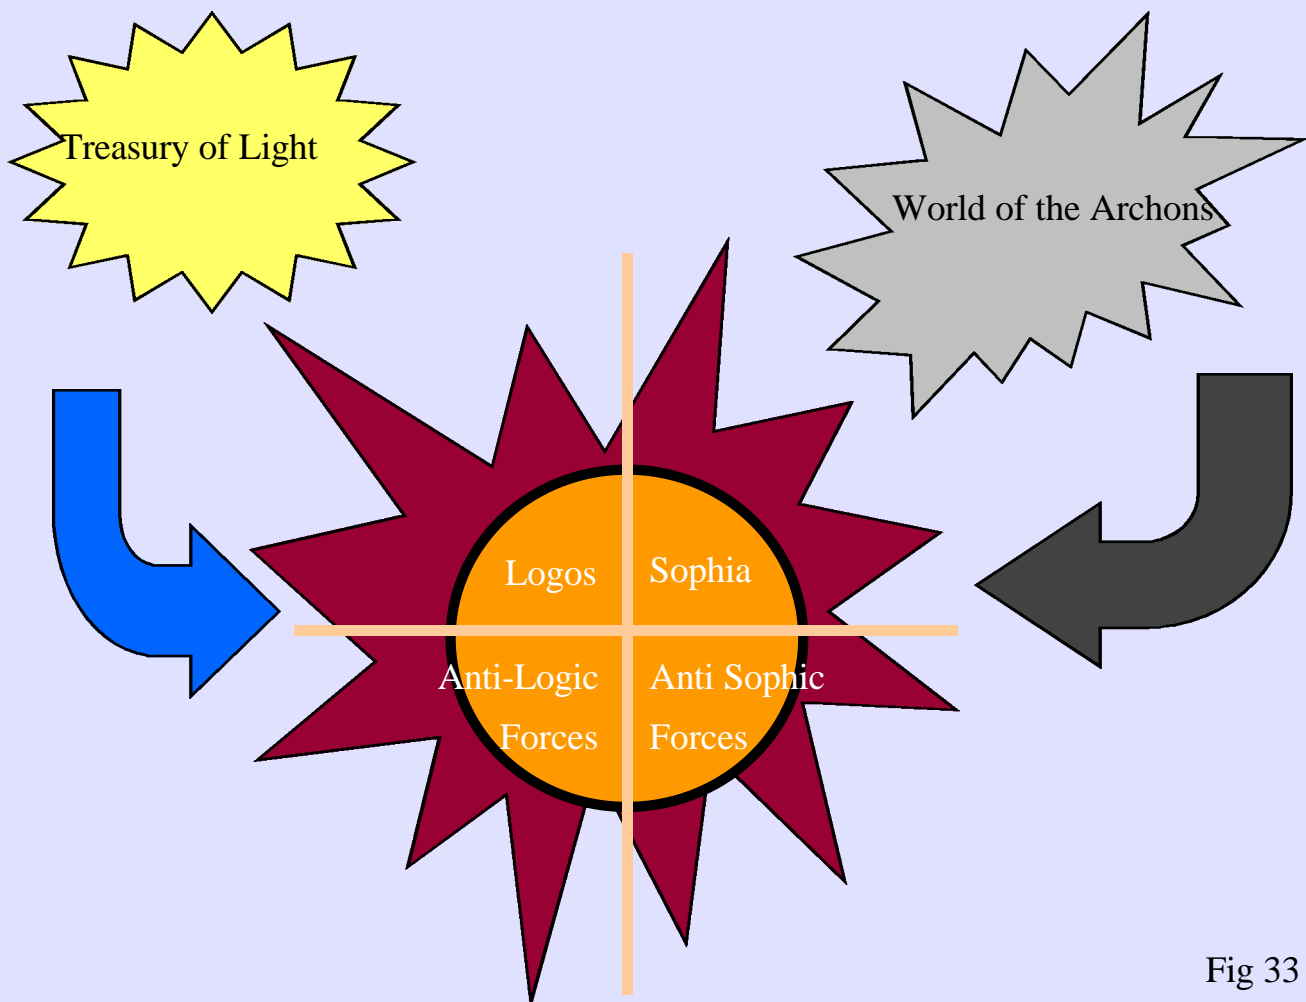 Treasury of Light
World of the Archons
Logos
Sophia
Anti-Logic
Forces
Anti Sophic
Forces
Fig 33